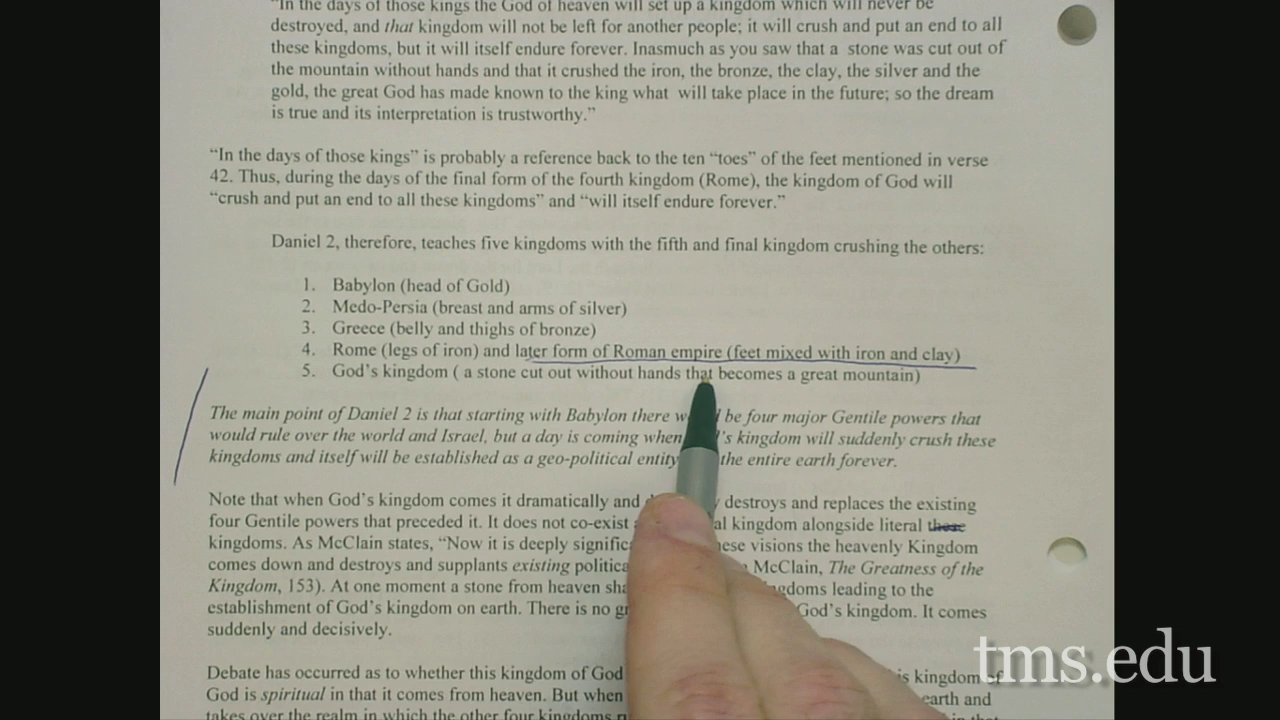 "In the days of those kings the God of heaven will set up a kingdom which will never be
destroyed, and that kingdom will not be left for another people; it will crush and put an end to all
these kingdoms, but it will itself endure forever. Inasmuch as you saw that a stone was cut out of
the mountain without hands and that it crushed the iron, the bronze, the clay, the silver and the
gold, the great God has made known to the king what will take place in the future; so the dream
is true and its interpretation is trustworthy."
"In the days of those kings" is probably a reference back to the ten "toes" of the feet mentioned in verse
42. Thus, during the days of the final form of the fourth kingdom (Rome), the kingdom of God will
"crush and put an end to all these kingdoms" and "will itself endure forever."
Daniel 2, therefore, teaches five kingdoms with the fifth and final kingdom crushing the others:
1. Babylon (head of Gold)
2. Medo-Persia (breast and arms of silver)
3. Greece (belly and thighs of bronze)
4. Rome (legs of iron) and later form of Roman empire (feet mixed with iron and clay)
5. God's kingdom ( a stone cut out without hands that becomes a great mountain)
The main point of Daniel 2 is that starting with Babylon there be four major Gentile powers that
would rule over the world and Israel, but a day is coming when kingdom will suddenly crush these
kingdoms and itself will be established as a geo-political entity the entire earth forever.
Note that when God's kingdom comes it dramatically and destroys and replaces the existing
four Gentile powers that preceded it. It does not co-exist kingdom alongside literal these
kingdoms. As McClain states, "Now it is deeply visions the heavenly Kingdom
comes down and destroys and supplants existing McClain, The Greatness of the
Kingdom, 153). At one moment a stone from heaven leading to the
establishment of God's kingdom on earth. There is no God's kingdom. It comes
suddenly and decisively.
Debate has occurred as to whether this kingdom of God kingdom of
God is spiritual in that it comes from heaven. But when earth and
takes over the realm in which the other four kingdoms
tms.edu